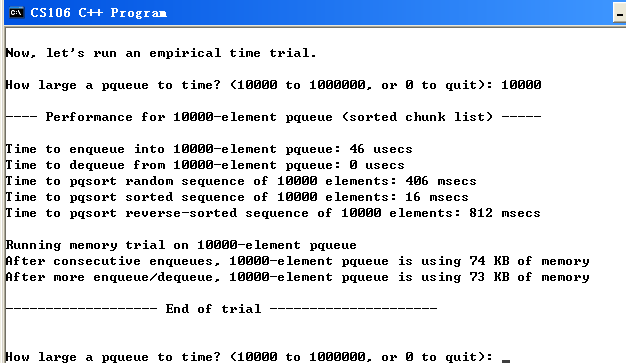 CS106 C++ Program
Now, let's run an empirical time trial.
How large a pqueue to time? (10000 to 1000000, or 0 to quit): 10000
---- Performance for 10000-element pqueue (sorted chunk list) -----
Time to enqueue into 10000-element pqueue: 46 usecs
Time to dequeue from 10000-element pqueue: 0 usecs
Time to pqsort random sequence of 10000 elements: 406 msecs
Time to pqsort sorted sequence of 10000 elements: 16 msecs
Time to pqsort reverse-sorted sequence of 10000 elements: 812 msecs
Running memory trial on 10000-element pqueue
After consecutive enqueues, 10000-element pqueue is using 74 KB of memory
After more enqueue/dequeue, 10000-element pqueue is using 73 KB of memory
------------------- End of trial ---------------------
How large a pqueue to time? (10000 to 1000000, or 0 to quit): _